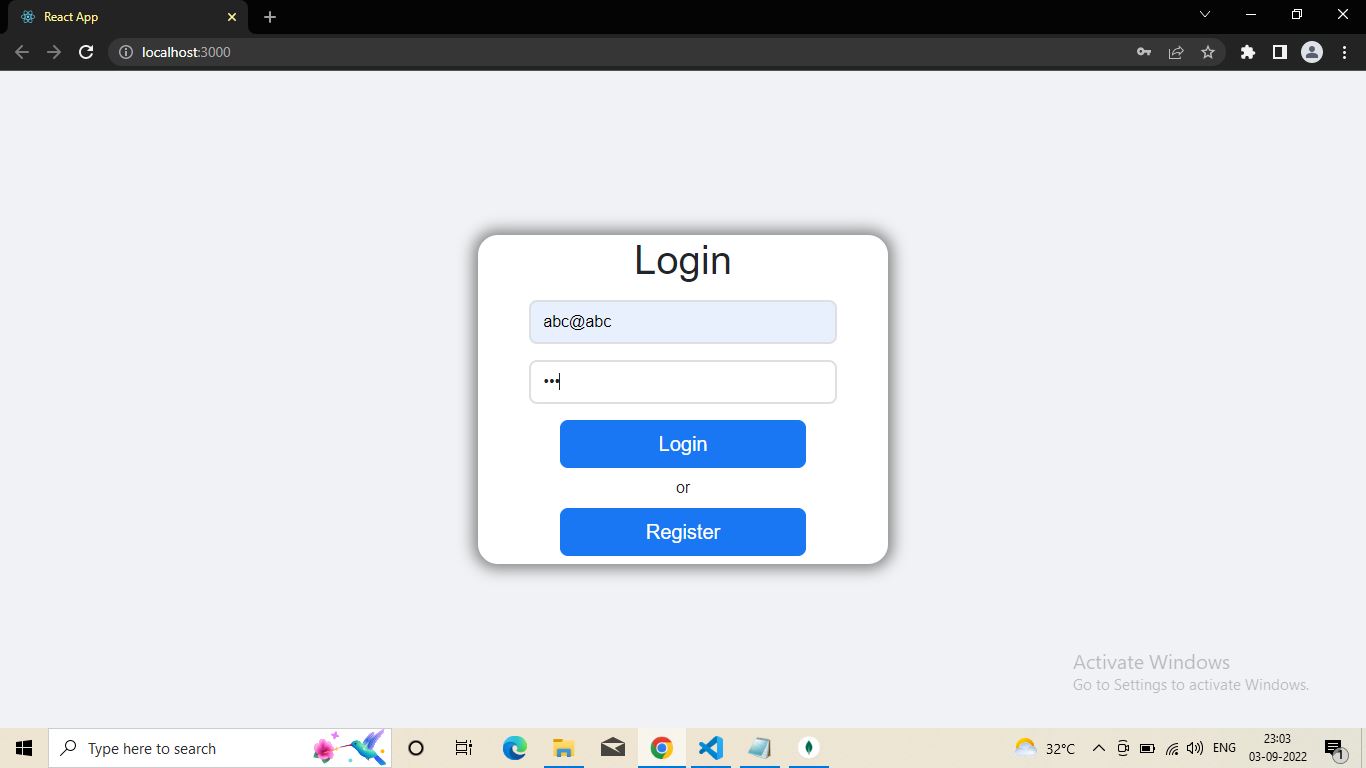 React App
localhost:3000
Login
abc@abc
•••
Login
or
Register
Activate Windows
Go to Settings to activate Windows.
Type here to search
32°C
ENG
23:03
03-09-2022
1